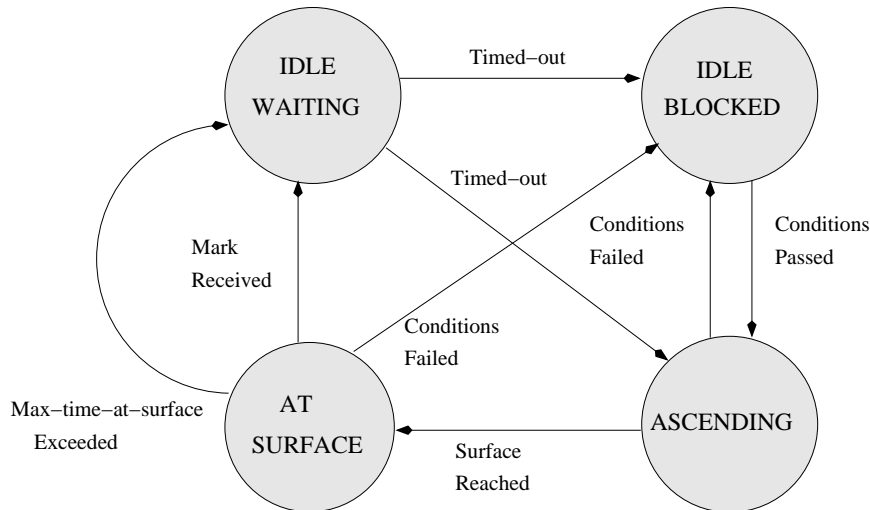 IDLE
WAITING
Timed−out
IDLE
BLOCKED
Timed−out
Mark
Received
Conditions
Failed
Conditions
Passed
Conditions
Failed
Max−time−at−surface
Exceeded
AT
SURFACE
Surface
Reached
ASCENDING